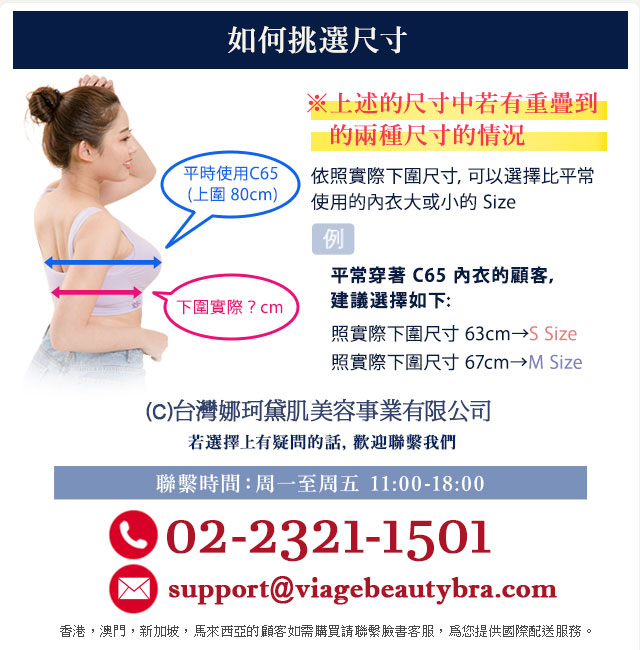 如何挑選尺寸
※上述的尺寸中若有重疊到
的兩種尺寸的情況
平時使用C65
(上圍 80cm)
依照實際下圍尺寸, 可以選擇比平常
使用的內衣大或小的 Size
例
平常穿著 C65 內衣的顧客,
建議選擇如下:
下圍實際？cm
照實際下圍尺寸 63cm→S Size
照實際下圍尺寸 67cm→M Size
(C)台灣娜珂黛肌美容事業有限公司
若選擇上有疑問的話, 歡迎聯繫我們
聯繫時間：周一至周五 11:00-18:00
02-2321-1501
support@viagebeautybra.com
香港，澳門，新加坡，馬來西亞的顧客如需購買請聯繫臉書客服，爲您提供國際配送服務。